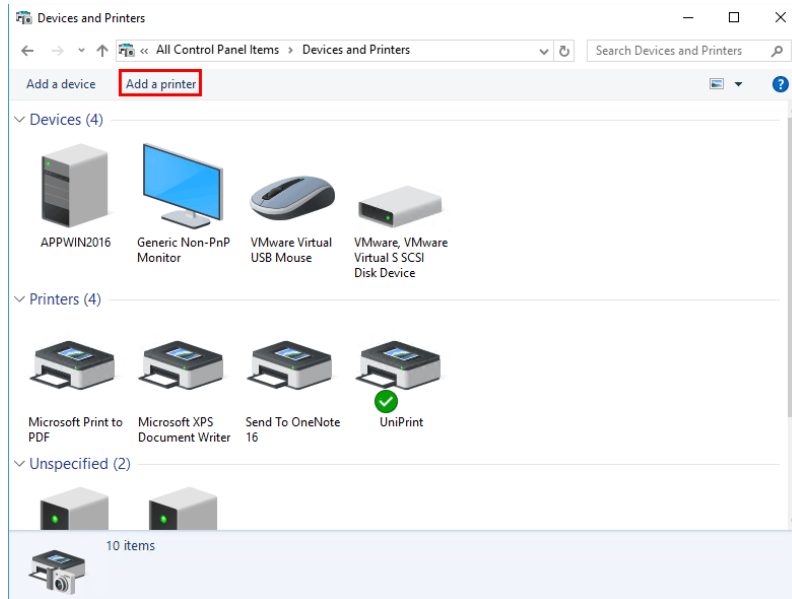 Devices and Printers
« All Control Panel Items › Devices and Printers
Search Devices and Printers
Add a device Add a printer
?
Devices (4)
APPWIN2016 Generic Non-PnP VMware Virtual VMware, VMware
Monitor USB Mouse Virtual S SCSI
Disk Device
Printers (4)
Microsoft Print to Microsoft XPS Send To OneNote UniPrint
PDF Document Writer 16
Unspecified (2)
10 items